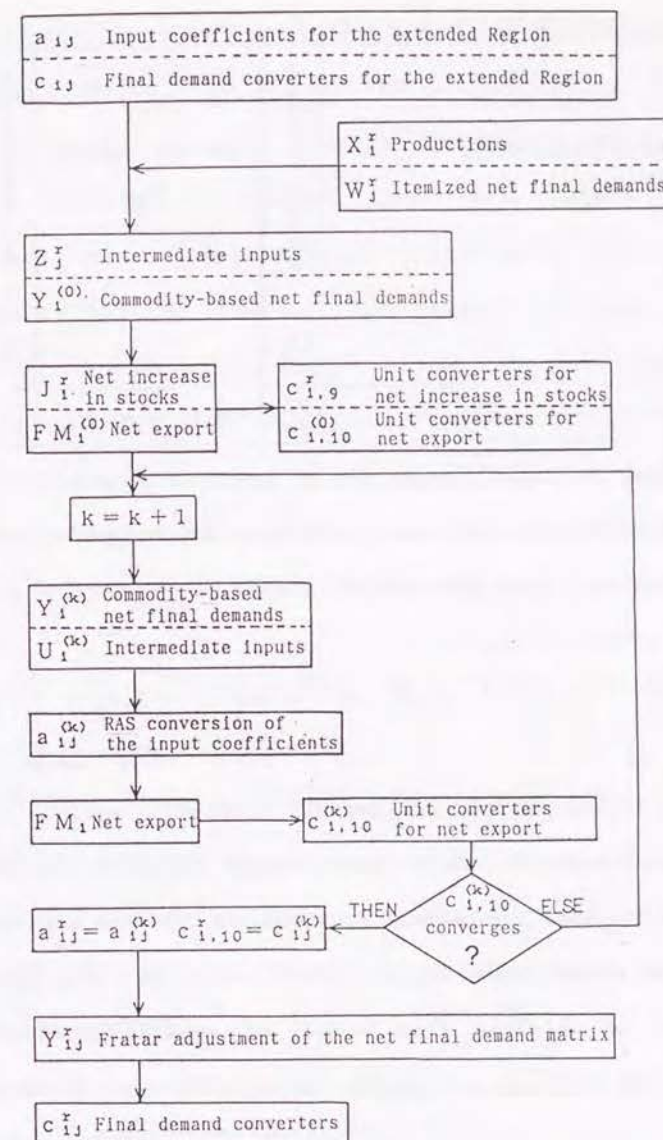 a ij Input coefficients for the extended Region
c ij Final demand converters for the extended Region
X i r Productions
W j r Itemized net final demands
Z j r Intermediate inputs
Y i (0) Commodity-based net final demands
J i r Net increase
in stocks
F M i (0) Net export
c i,9 r Unit converters for
net increase in stocks
c i,10 (0) Unit converters for
net export
k = k + 1
Y i (k) Commodity-based
net final demands
U i (k) Intermediate inputs
a ij (k) RAS conversion of
the input coefficients
F M i Net export
c i,10 (k) Unit converters
for net export
c i,10 (k)
converges
?
THEN
ELSE
a ij r = a ij (k) c i,10 r = c ij (k)
Y ij r Fratar adjustment of the net final demand matrix
c ij r Final demand converters